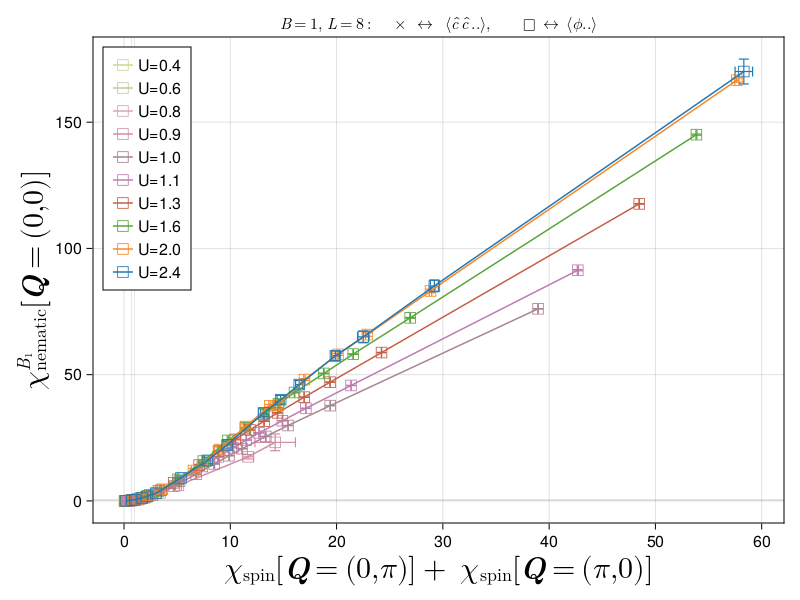 B = 1, L = 8 :   × ↔ ⟨ĉ ĉ ..⟩,   □ ↔ ⟨ϕ..⟩
U=0.4
U=0.6
U=0.8
U=0.9
U=1.0
U=1.1
U=1.3
U=1.6
U=2.0
U=2.4
χ^{B₁}_{nematic}[Q = (0,0)]
150
100
50
0
0 10 20 30 40 50 60
χ_{spin}[Q = (0,π)] + χ_{spin}[Q = (π,0)]